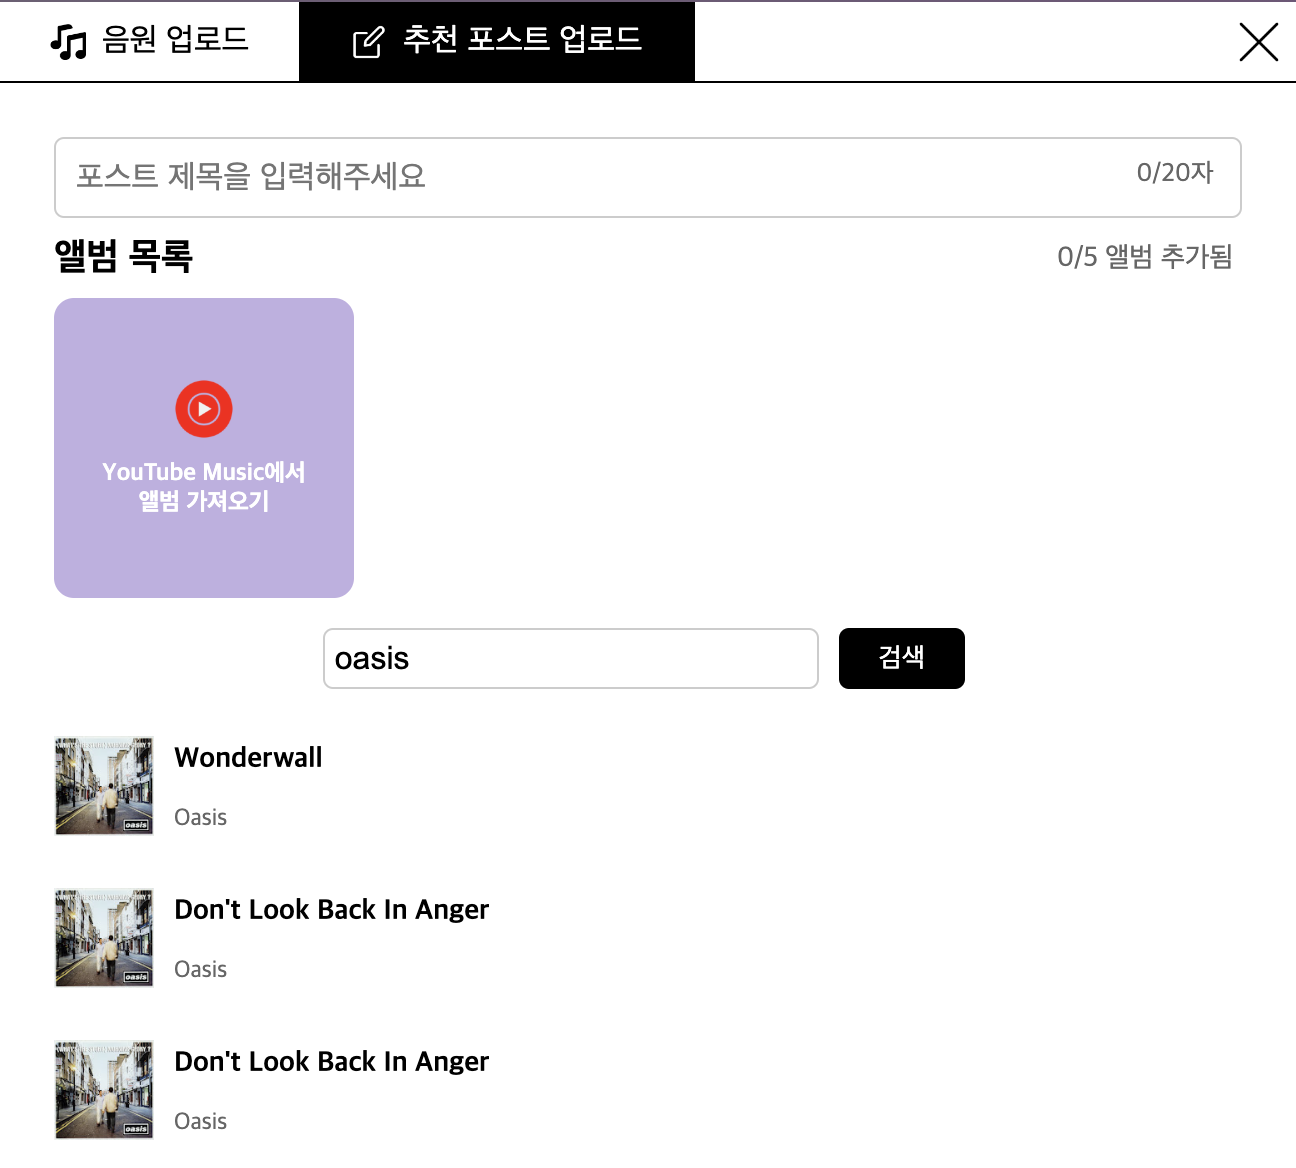 음원 업로드
추천 포스트 업로드
포스트 제목을 입력해주세요
0/20자
앨범 목록
0/5 앨범 추가됨
YouTube Music에서
앨범 가져오기
oasis
검색
Wonderwall
Oasis
oasis
Don't Look Back In Anger
Oasis
oasis
Don't Look Back In Anger
Oasis
oasis